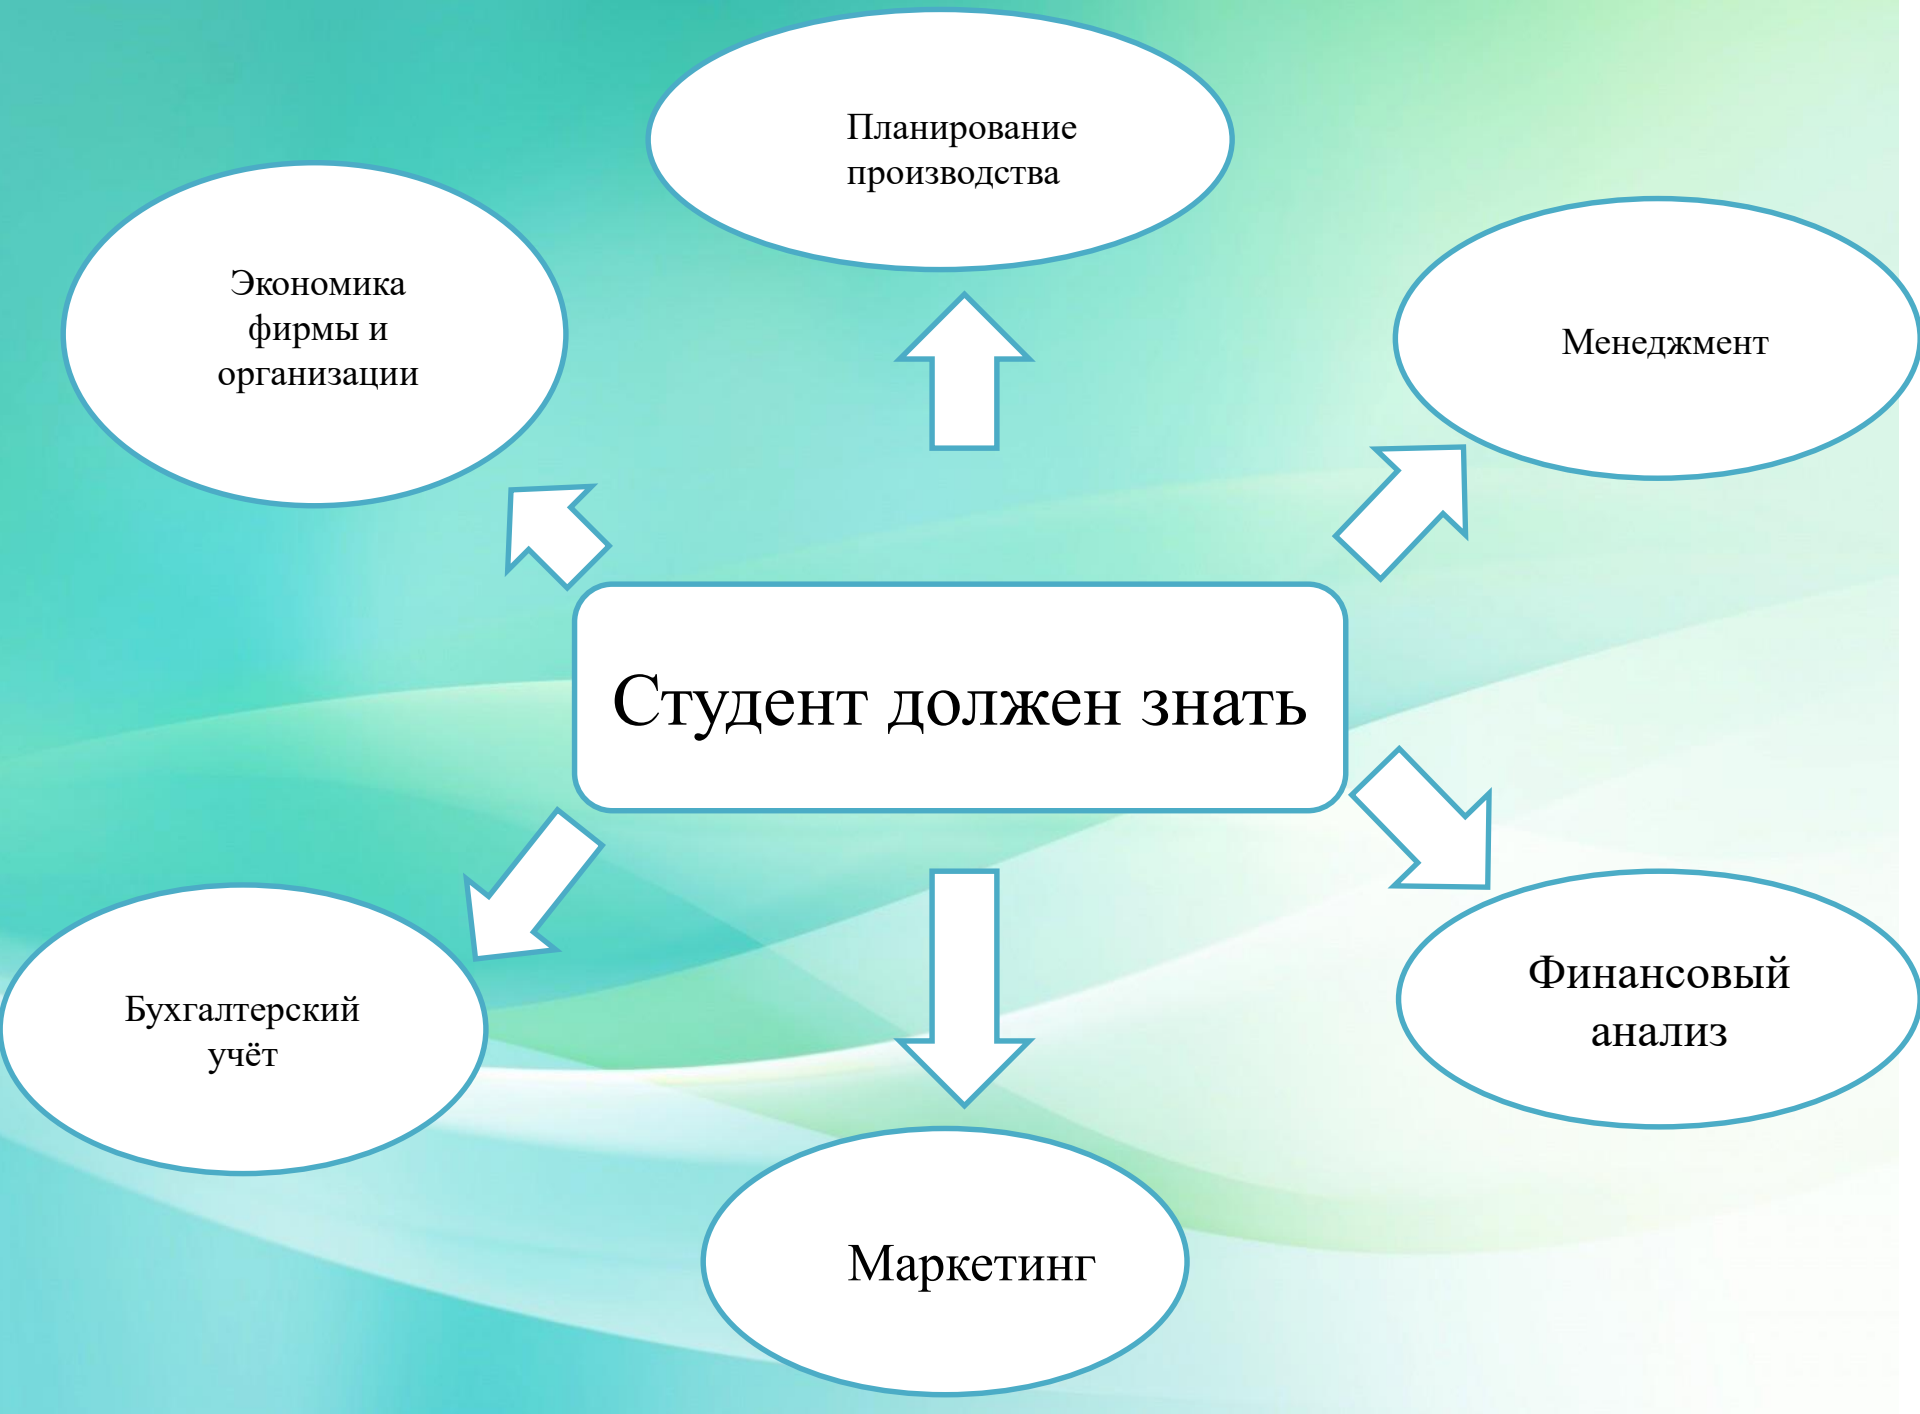 Планирование
производства
Экономика
фирмы и
организации
Менеджмент
Студент должен знать
Бухгалтерский
учёт
Финансовый
анализ
Маркетинг